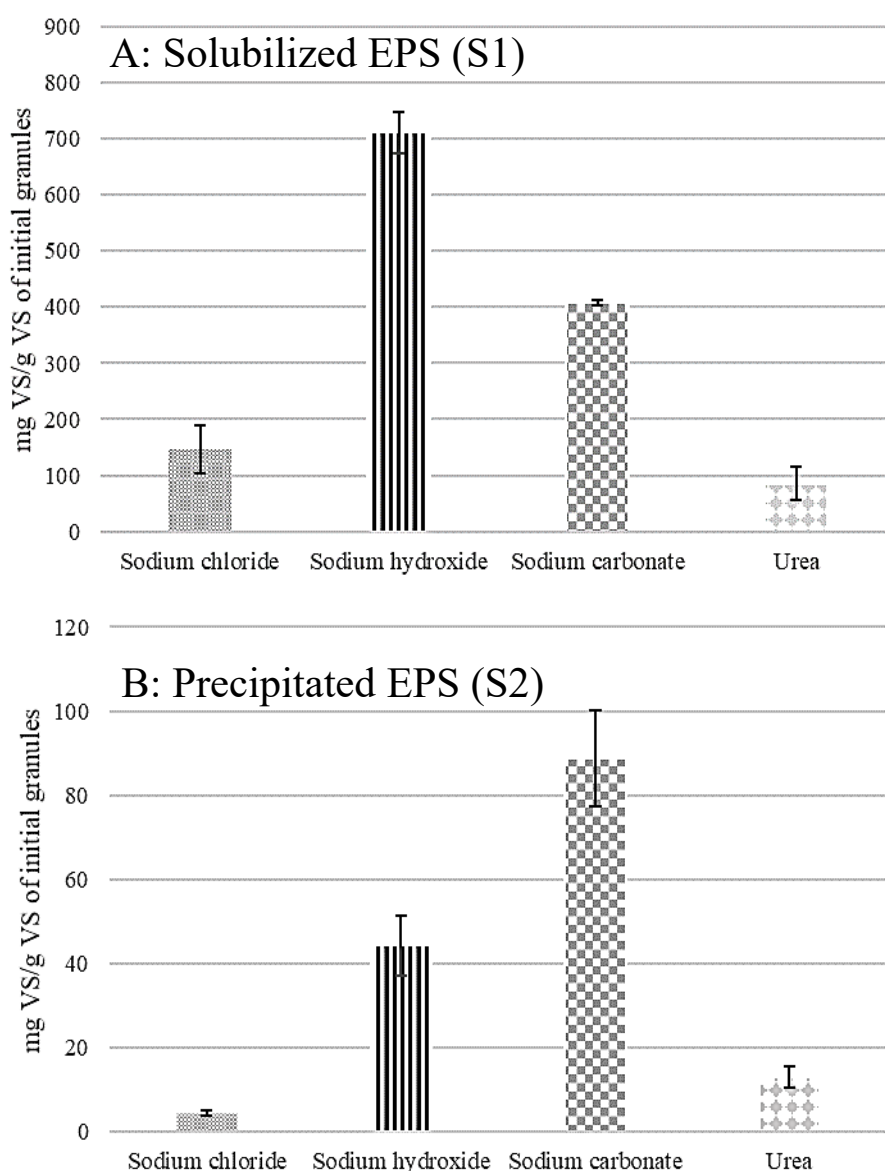 900
A: Solubilized EPS (S1)
800
700
600
500
400
300
200
100
0
mg VS/g VS of initial granules
Sodium chloride Sodium hydroxide Sodium carbonate Urea
120
B: Precipitated EPS (S2)
100
80
60
40
20
0
mg VS/g VS of initial granules
Sodium chloride Sodium hydroxide Sodium carbonate Urea